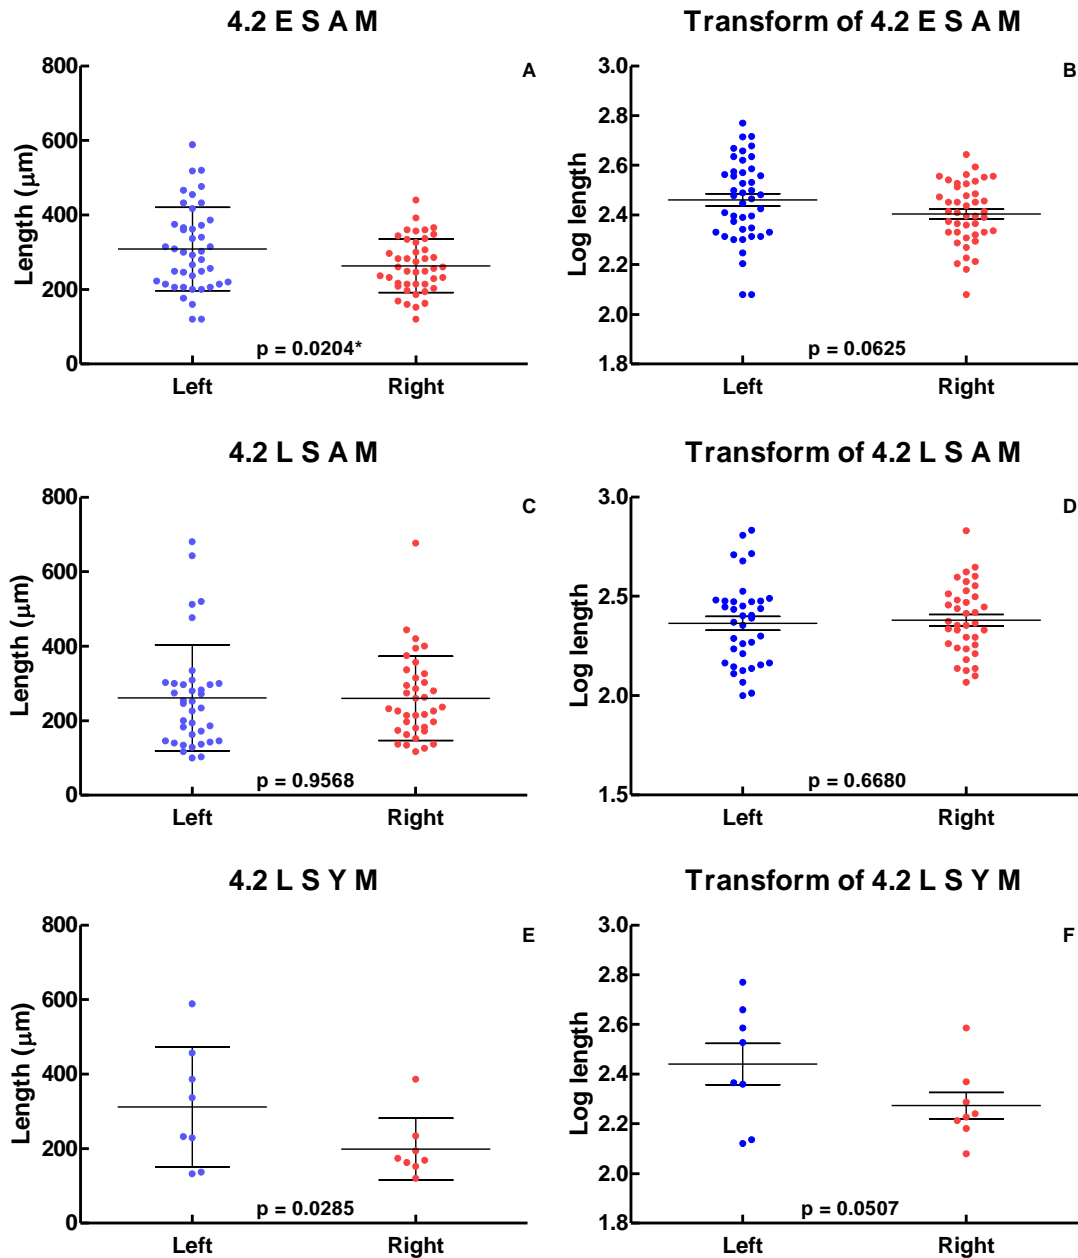 4.2 E S A M
Transform of 4.2 E S A M
A
800
600
400
200
0
Length (μm)
p = 0.0204*
Left
Right
B
3.0
2.8
2.6
2.4
2.2
2.0
1.8
Log length
p = 0.0625
Left
Right
4.2 L S A M
Transform of 4.2 L S A M
C
800
600
400
200
0
Length (μm)
p = 0.9568
Left
Right
D
3.0
2.5
2.0
1.5
Log length
p = 0.6680
Left
Right
4.2 L S Y M
Transform of 4.2 L S Y M
E
800
600
400
200
0
Length (μm)
p = 0.0285
Left
Right
F
3.0
2.8
2.6
2.4
2.2
2.0
1.8
Log length
p = 0.0507
Left
Right